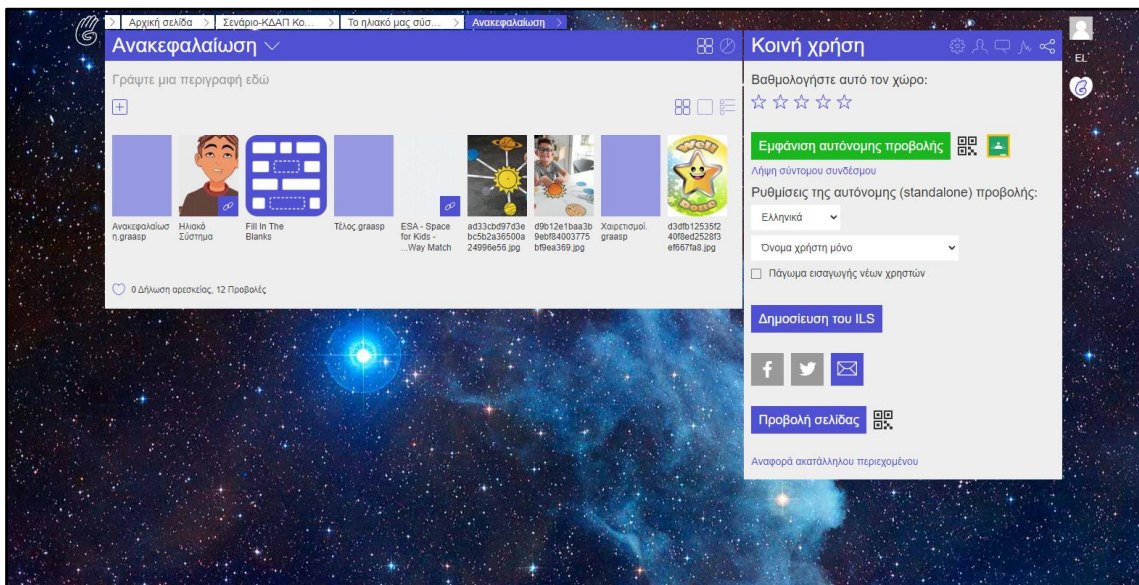 Αρχική σελίδα
Σενάριο-ΚΔΑΠ Κο...
Το ηλιακό μας σύσ...
Ανακεφαλαίωση
Ανακεφαλαίωση
Γράψτε μια περιγραφή εδώ
Ανακεφαλαίωσ
η.graasp
Ηλιακό
Σύστημα
Fill In The
Blanks
Τέλος.graasp
ESA - Space
for Kids -
...Way Match
ad33cbd97d3e
bc5b2a36500a
24996e56.jpg
d9b12e1baa3b
9ebf84003775
bf9ea369.jpg
Χαιρετισμοί.
graasp
Well
Done
d3dfb12535f2
40f8ed2528f3
ef667fa8.jpg
0 Δήλωση αρεσκείας, 12 Προβολές
Κοινή χρήση
Βαθμολογήστε αυτό τον χώρο:
Εμφάνιση αυτόνομης προβολής
Λήψη σύντομου συνδέσμου
Ρυθμίσεις της αυτόνομης (standalone) προβολής:
Ελληνικά
Όνομα χρήστη μόνο
Πάγωμα εισαγωγής νέων χρηστών
Δημοσίευση του ILS
Προβολή σελίδας
Αναφορά ακατάλληλου περιεχομένου
EL